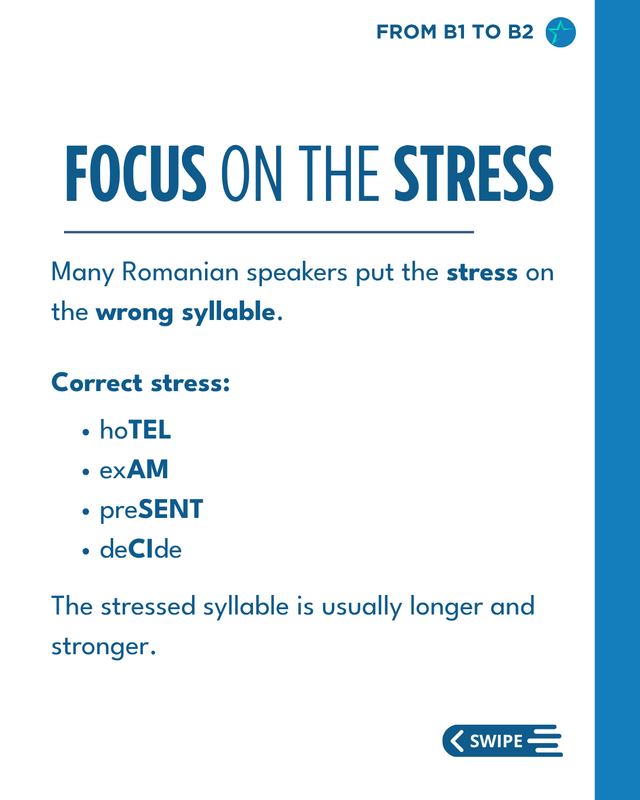 FROM B1 TO B2
FOCUS ON THE STRESS
Many Romanian speakers put the stress on
the wrong syllable.
Correct stress:
• hoTEL
• exAM
• preSENT
• deCIde
The stressed syllable is usually longer and
stronger.
SWIPE